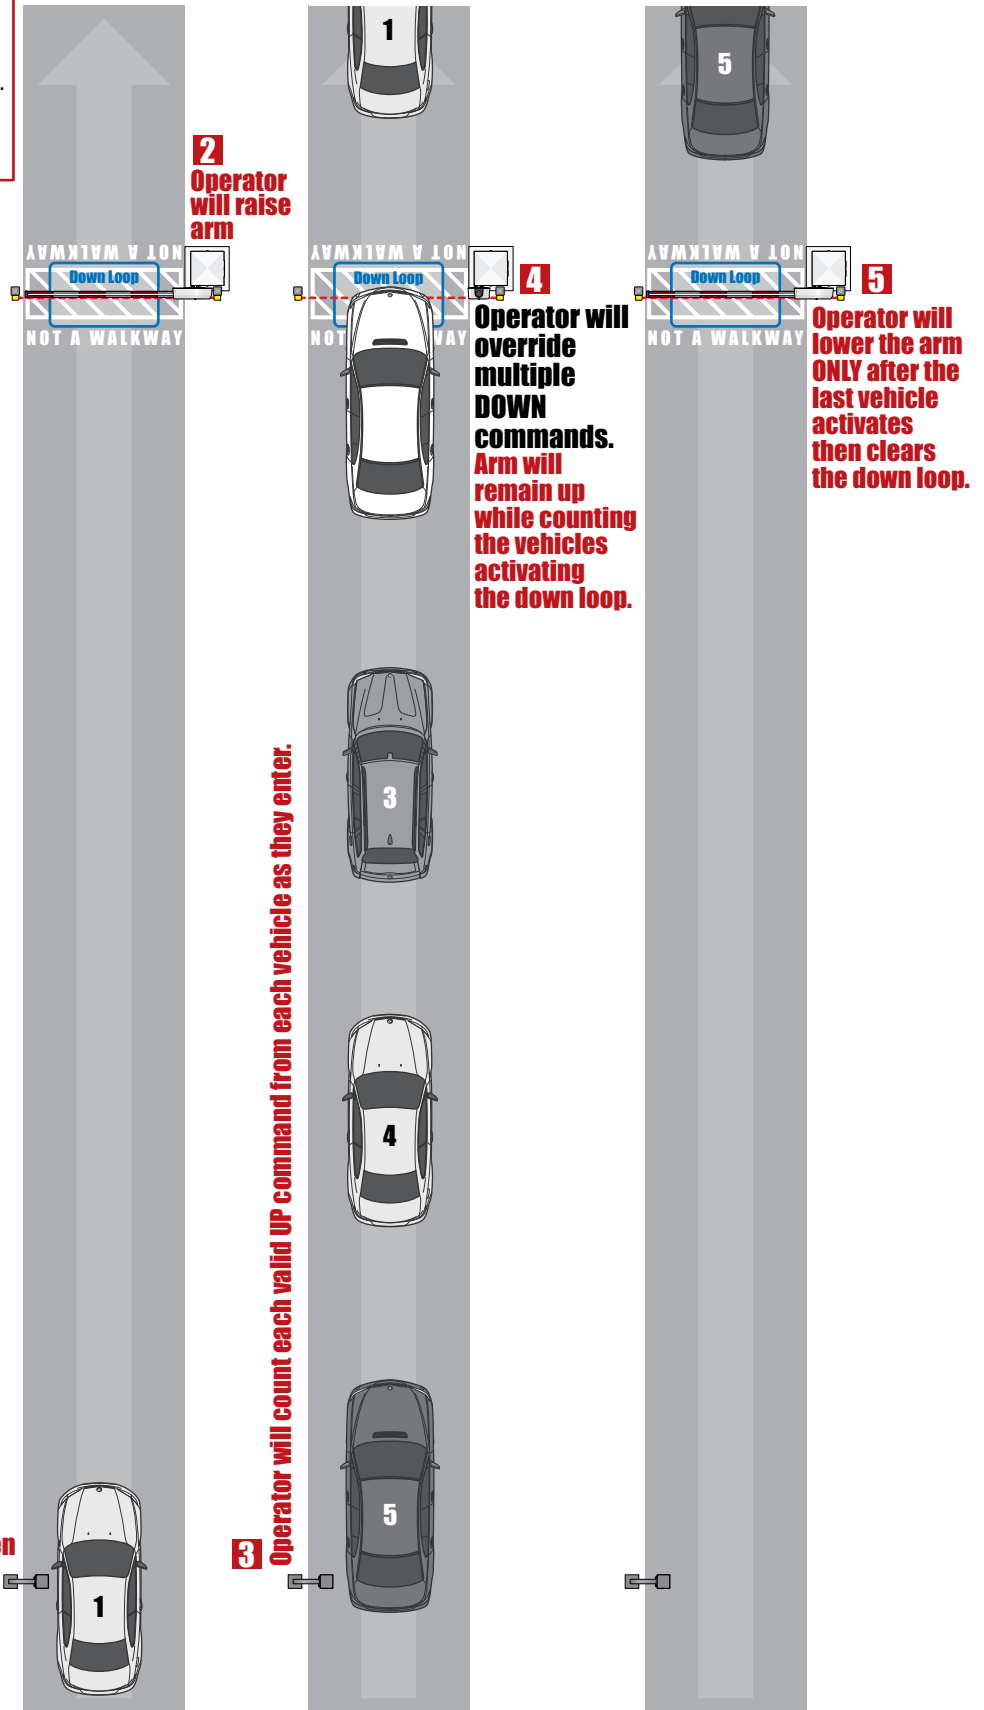 2
Operator
will raise
arm
NOT A WALKWAY
Down Loop
NOT A WALKWAY
en
1
1
NOT A WALKWAY
Down Loop
NOT
WAY
4
Operator will
override
multiple
DOWN
commands.
Arm will
remain up
while counting
the vehicles
activating
the down loop.
3
4
5
3
Operator will count each valid UP command from each vehicle as they enter.
5
NOT A WALKWAY
Down Loop
NOT A WALKWAY
5
Operator will
lower the arm
ONLY after the
last vehicle
activates
then clears
the down loop.